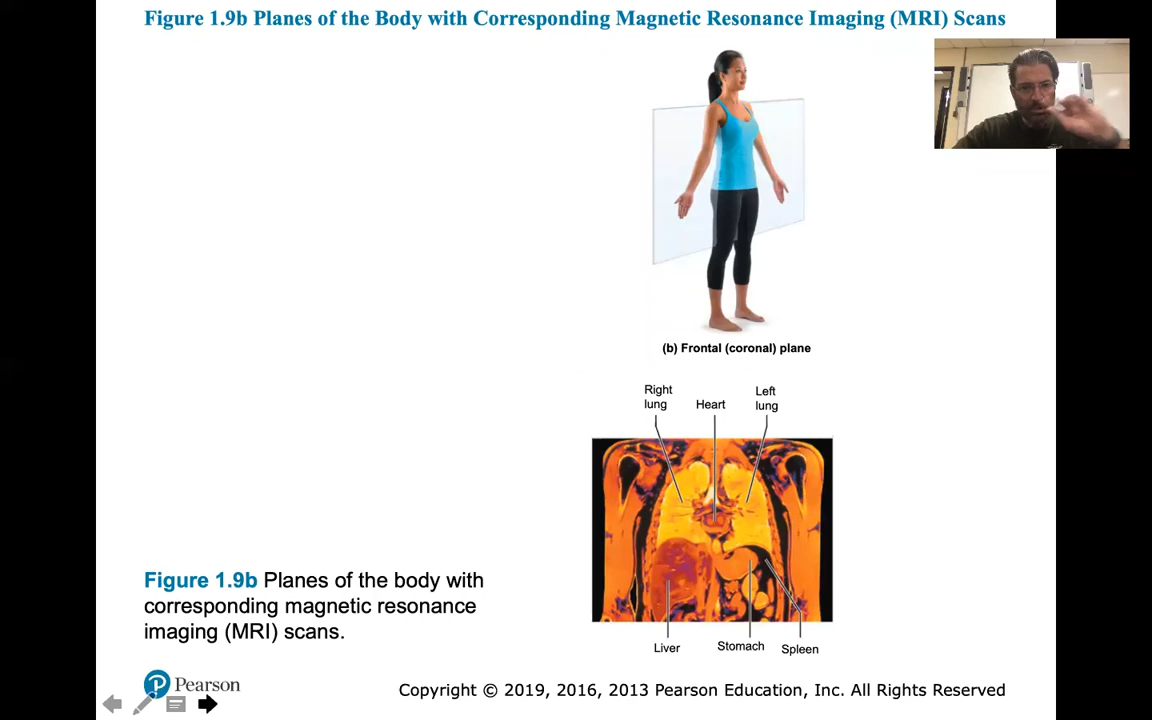 Figure 1.9b Planes of the Body with Corresponding Magnetic Resonance Imaging (MRI) Scans
(b) Frontal (coronal) plane
Right
lung
Heart
Left
lung
Liver
Stomach
Spleen
Figure 1.9b Planes of the body with
corresponding magnetic resonance
imaging (MRI) scans.
Pearson
Copyright © 2019, 2016, 2013 Pearson Education, Inc. All Rights Reserved